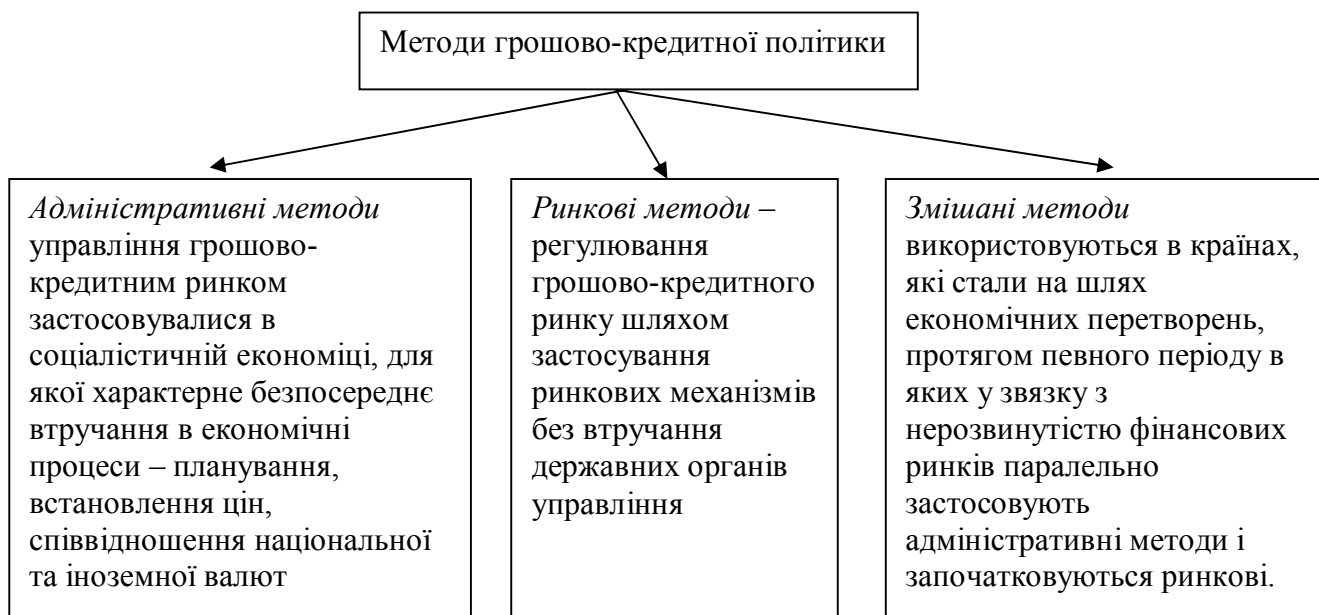 Методи грошово-кредитної політики
Адміністративні методи
управління грошово-
кредитним ринком
застосовувалися в
соціалістичній економіці, для
якої характерне безпосереднє
втручання в економічні
процеси – планування,
встановлення цін,
співвідношення національної
та іноземної валют
Ринкові методи –
регулювання
грошово-кредитного
ринку шляхом
застосування
ринкових механізмів
без втручання
державних органів
управління
Змішані методи
використовуються в країнах,
які стали на шлях
економічних перетворень,
протягом певного періоду в
яких у звязку з
нерозвинутістю фінансових
ринків паралельно
застосовують
адміністративні методи і
започатковуються ринкові.